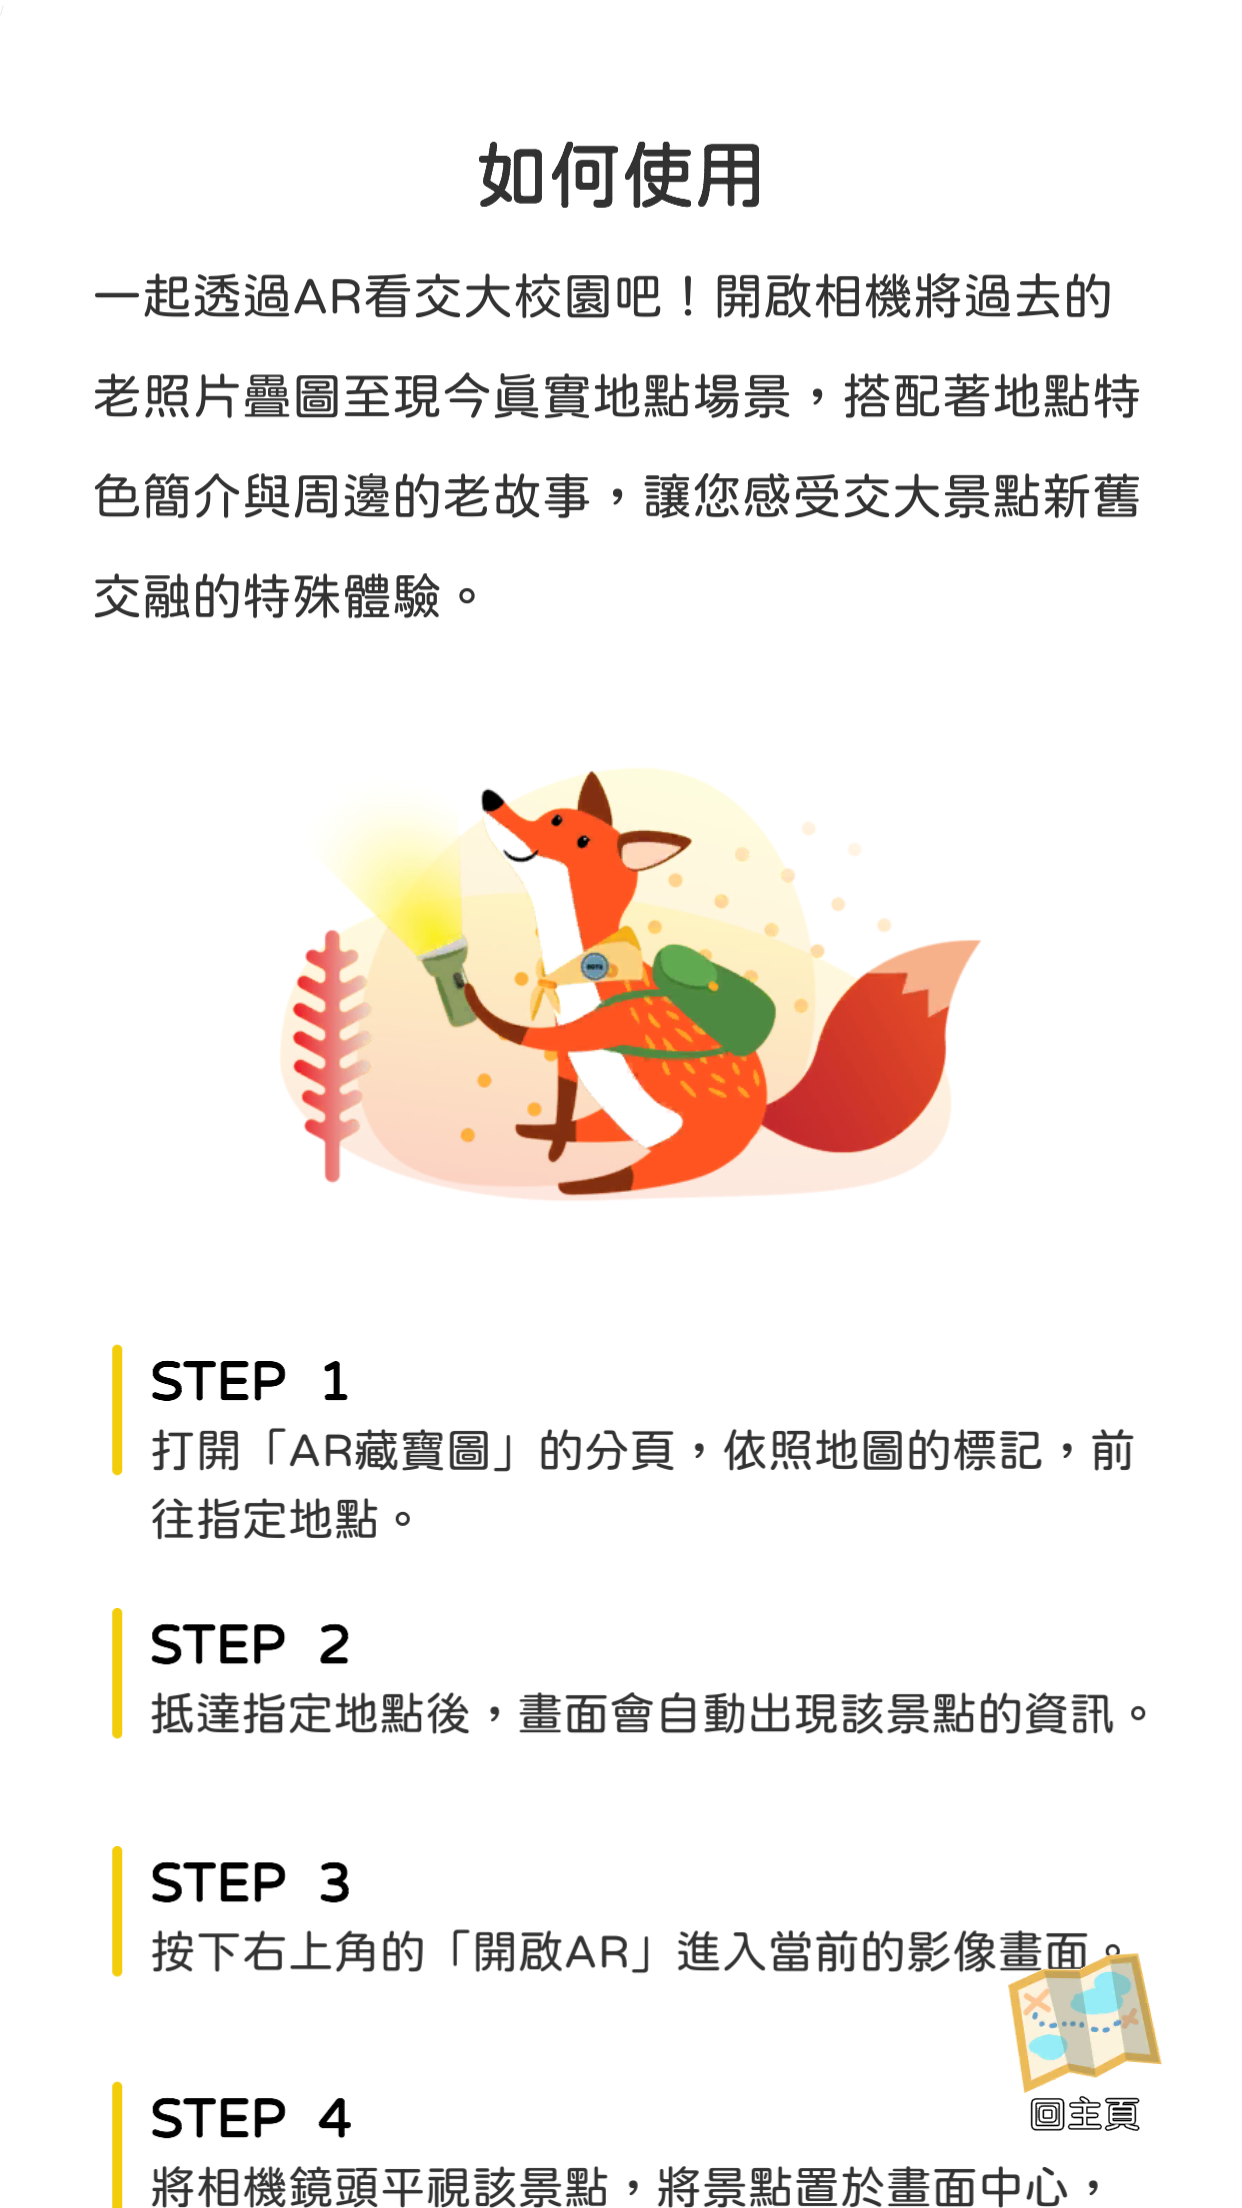 如何使用
一起透過AR看交大校園吧！開啟相機將過去的
老照片疊圖至現今真實地點場景，搭配著地點特
色簡介與周邊的老故事，讓您感受交大景點新舊
交融的特殊體驗。
STEP 1
打開「AR藏寶圖」的分頁，依照地圖的標記，前
往指定地點。
STEP 2
抵達指定地點後，畫面會自動出現該景點的資訊。
STEP 3
按下右上角的「開啟AR」進入當前的影像畫面。
回主頁
STEP 4
將相機鏡頭平視該景點，將景點置於畫面中心，